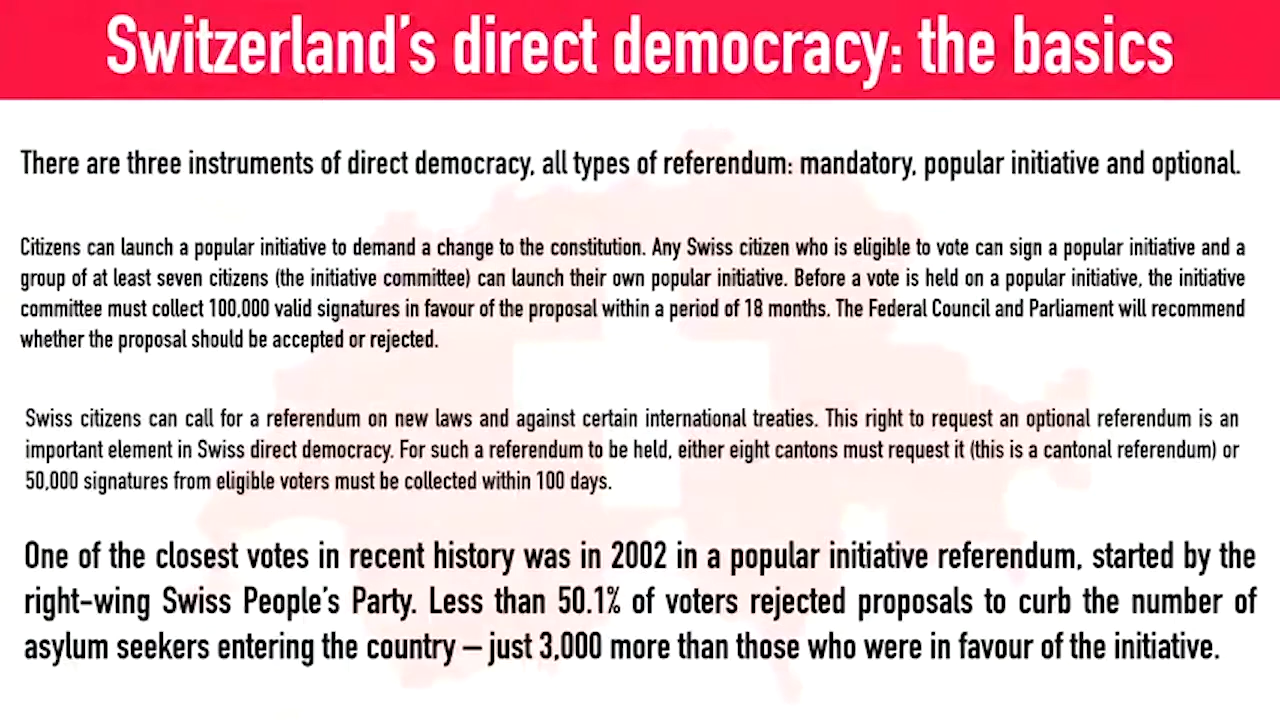 Switzerland's direct democracy: the basics
There are three instruments of direct democracy, all types of referendum: mandatory, popular initiative and optional.
Citizens can launch a popular initiative to demand a change to the constitution. Any Swiss citizen who is eligible to vote can sign a popular initiative and a
group of at least seven citizens (the initiative committee) can launch their own popular initiative. Before a vote is held on a popular initiative, the initiative
committee must collect 100,000 valid signatures in favour of the proposal within a period of 18 months. The Federal Council and Parliament will recommend
whether the proposal should be accepted or rejected.
Swiss citizens can call for a referendum on new laws and against certain international treaties. This right to request an optional referendum is an
important element in Swiss direct democracy. For such a referendum to be held, either eight cantons must request it (this is a cantonal referendum) or
50,000 signatures from eligible voters must be collected within 100 days.
One of the closest votes in recent history was in 2002 in a popular initiative referendum, started by the
right-wing Swiss People's Party. Less than 50.1% of voters rejected proposals to curb the number of
asylum seekers entering the country – just 3,000 more than those who were in favour of the initiative.